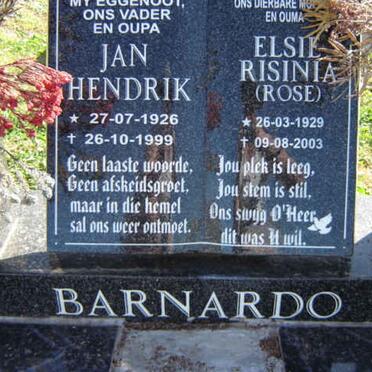 MY EGGENOOT,
ONS VADER
EN OUPA
JAN
HENDRIK
★ 27-07-1926
✝ 26-10-1999
Geen laaste woorde,
Geen afskeidsgroet,
maar in die hemel
sal ons weer ontmoet.
ONS DIERBARE
EN OUMA
ELSIE
RISINIA
(ROSE)
★ 26-03-1929
✝ 09-08-2003
Jou plek is leeg,
Jou stem is stil,
Ons swyg O'Heer
dit was U wil.
BARNARDO